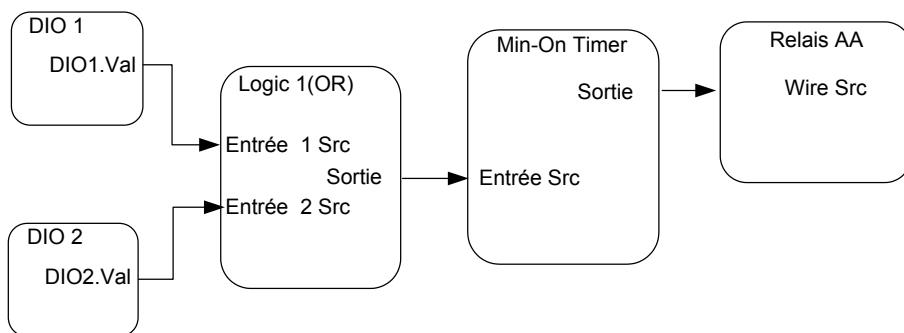 DIO 1
DIO1.Val
DIO 2
DIO2.Val
Logic 1(OR)
Entrée 1 Src
Sortie
Entrée 2 Src
Min-On Timer
Sortie
Entrée Src
Relais AA
Wire Src